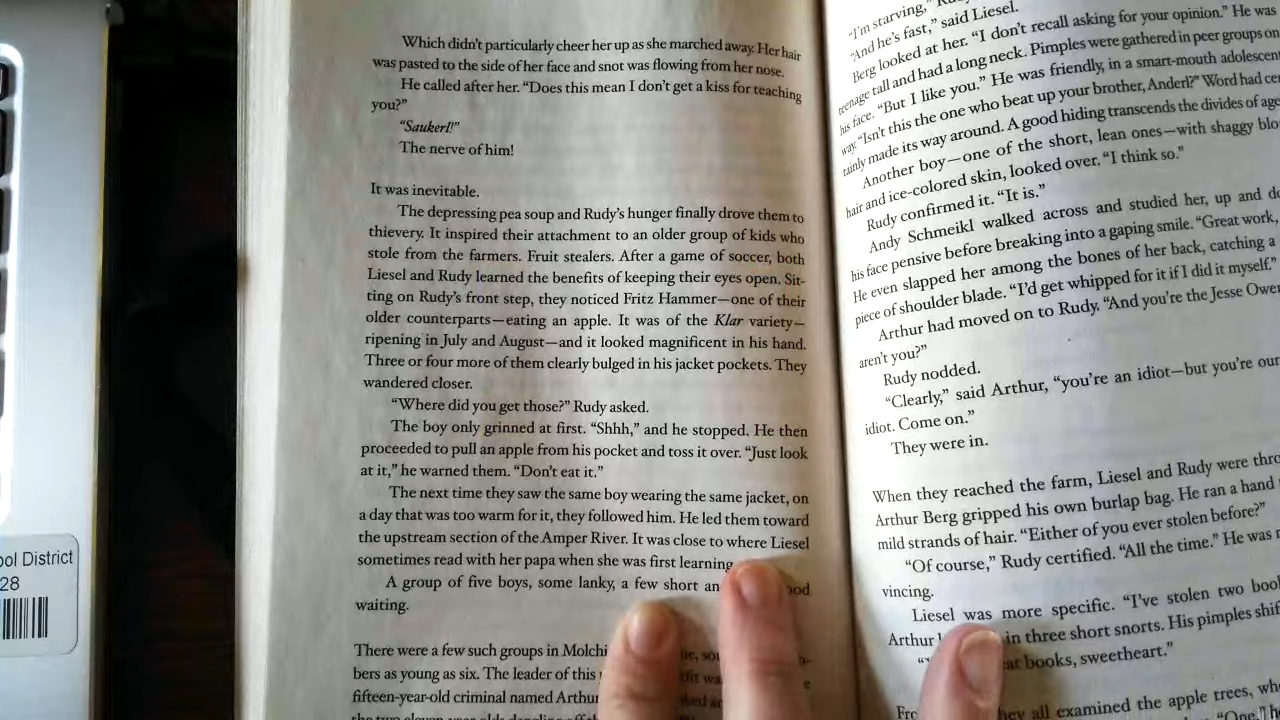 ool District
28
Which didn't particularly cheer her up as she marched away. Her hair
was pasted to the side of her face and snot was flowing from her nose.
He called after her. “Does this mean I don't get a kiss for teaching
you?”
“Saukerl!”
The nerve of him!
It was inevitable.
The depressing pea soup and Rudy's hunger finally drove them to
thievery. It inspired their attachment to an older group of kids who
stole from the farmers. Fruit stealers. After a game of soccer, both
Liesel and Rudy learned the benefits of keeping their eyes open. Sit-
ting on Rudy's front step, they noticed Fritz Hammer—one of their
older counterparts—eating an apple. It was of the Klar variety—
ripening in July and August—and it looked magnificent in his hand.
Three or four more of them clearly bulged in his jacket pockets. They
wandered closer.
“Where did you get those?” Rudy asked.
The boy only grinned at first. “Shhh,” and he stopped. He then
proceeded to pull an apple from his pocket and toss it over. “Just look
at it,” he warned them. “Don't eat it.”
The next time they saw the same boy wearing the same jacket, on
a day that was too warm for it, they followed him. He led them toward
the upstream section of the Amper River. It was close to where Liesel
sometimes read with her papa when she was first learning.
A group of five boys, some lanky, a few short an ood
waiting.
There were a few such groups in Molchi
bers as young as six. The leader of this
fifteen-year-old criminal named Arthur
“I'm starving,”
“And he's fast,” said Liesel.
Berg looked at her. “I don't recall asking for your opinion.” He was
teenage tall and had a long neck. Pimples were gathered in peer groups on
his face. “But I like you.” He was friendly, in a smart-mouth adolescen
way. “Isn't this the one who beat up your brother, Anderl?” Word had cer
tainly made its way around. A good hiding transcends the divides of age
Another boy—one of the short, lean ones—with shaggy blo
hair and ice-colored skin, looked over. “I think so.”
Rudy confirmed it. “It is.”
Andy Schmeikl walked across and studied her, up and do
his face pensive before breaking into a gaping smile. “Great work,
He even slapped her among the bones of her back, catching a
piece of shoulder blade. “I'd get whipped for it if I did it myself.”
Arthur had moved on to Rudy. “And you're the Jesse Owe
aren't you?”
Rudy nodded.
“Clearly,” said Arthur, “you're an idiot—but you're our
idiot. Come on.”
They were in.
When they reached the farm, Liesel and Rudy were thro
Arthur Berg gripped his own burlap bag. He ran a hand
mild strands of hair. “Either of you ever stolen before?”
“Of course,” Rudy certified. “All the time.” He was n
vincing.
Liesel was more specific. “I've stolen two boo
Arthur in three short snorts. His pimples shif
at books, sweetheart.”
hey all examined the apple trees, wh
“One,” h